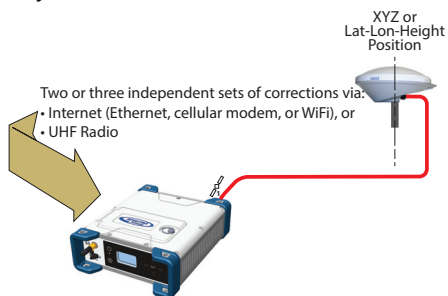 XYZ or
Lat-Lon-Height
Position
Two or three independent sets of corrections via:
• Internet (Ethernet, cellular modem, or WiFi), or
• UHF Radio